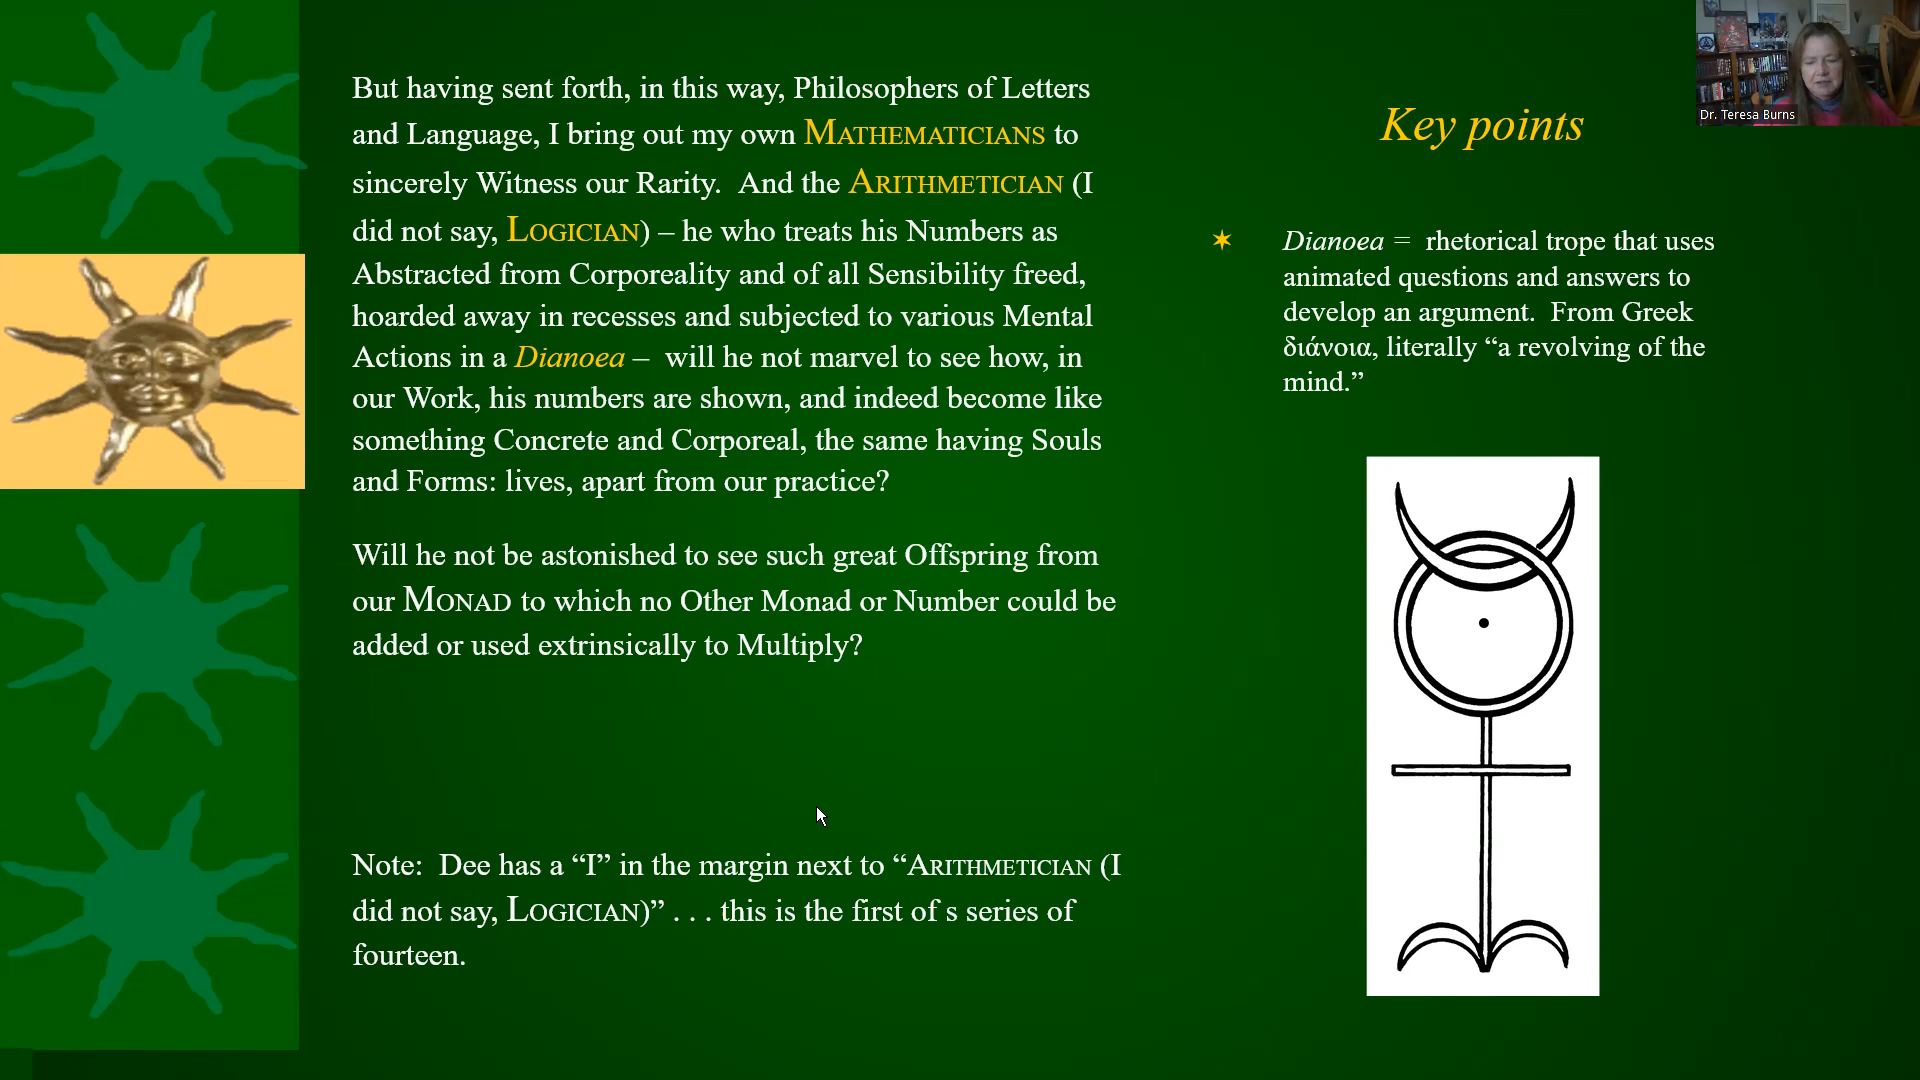 But having sent forth, in this way, Philosophers of Letters
and Language, I bring out my own MATHEMATICIANS to
sincerely Witness our Rarity.  And the ARITHMETICIAN (I
did not say, LOGICIAN) – he who treats his Numbers as
Abstracted from Corporeality and of all Sensibility freed,
hoarded away in recesses and subjected to various Mental
Actions in a Dianoea –  will he not marvel to see how, in
our Work, his numbers are shown, and indeed become like
something Concrete and Corporeal, the same having Souls
and Forms: lives, apart from our practice?
Will he not be astonished to see such great Offspring from
our MONAD to which no Other Monad or Number could be
added or used extrinsically to Multiply?
Note:  Dee has a “I” in the margin next to “ARITHMETICIAN (I
did not say, LOGICIAN)” . . . this is the first of s series of
fourteen.
Key points
Dianoea =  rhetorical trope that uses
animated questions and answers to
develop an argument.  From Greek
διάνοια, literally “a revolving of the
mind.”
Dr. Teresa Burns